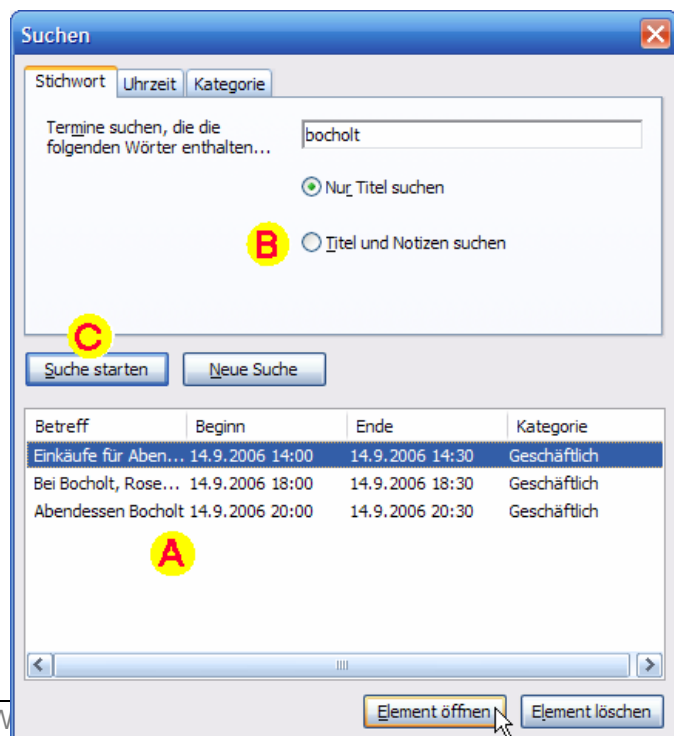 Suchen
Stichwort Uhrzeit Kategorie
Termine suchen, die die
folgenden Wörter enthalten...
bocholt
Nur Titel suchen
B
Titel und Notizen suchen
C
Suche starten Neue Suche
Betreff Beginn Ende Kategorie
Einkäufe für Aben... 14.9.2006 14:00 14.9.2006 14:30 Geschäftlich
Bei Bocholt, Rose... 14.9.2006 18:00 14.9.2006 18:30 Geschäftlich
Abendessen Bocholt 14.9.2006 20:00 14.9.2006 20:30 Geschäftlich
A
Element öffnen Element löschen